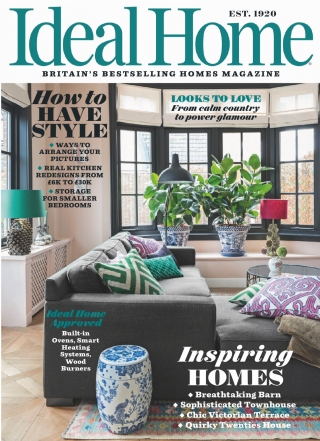 EST. 1920
Ideal Home
BRITAIN'S BESTSELLING HOMES MAGAZINE
How to
HAVE
STYLE
◆ WAYS TO
ARRANGE YOUR
PICTURES
◆ REAL KITCHEN
REDESIGNS FROM
£6K TO £30K
◆ STORAGE
FOR SMALLER
BEDROOMS
LOOKS TO LOVE
From calm country
to power glamour
Ideal Home
Approved
Built-in
Ovens, Smart
Heating
Systems,
Wood
Burners
Inspiring
HOMES
◆ Breathtaking Barn
◆ Sophisticated Townhouse
◆ Chic Victorian Terrace
◆ Quirky Twenties House